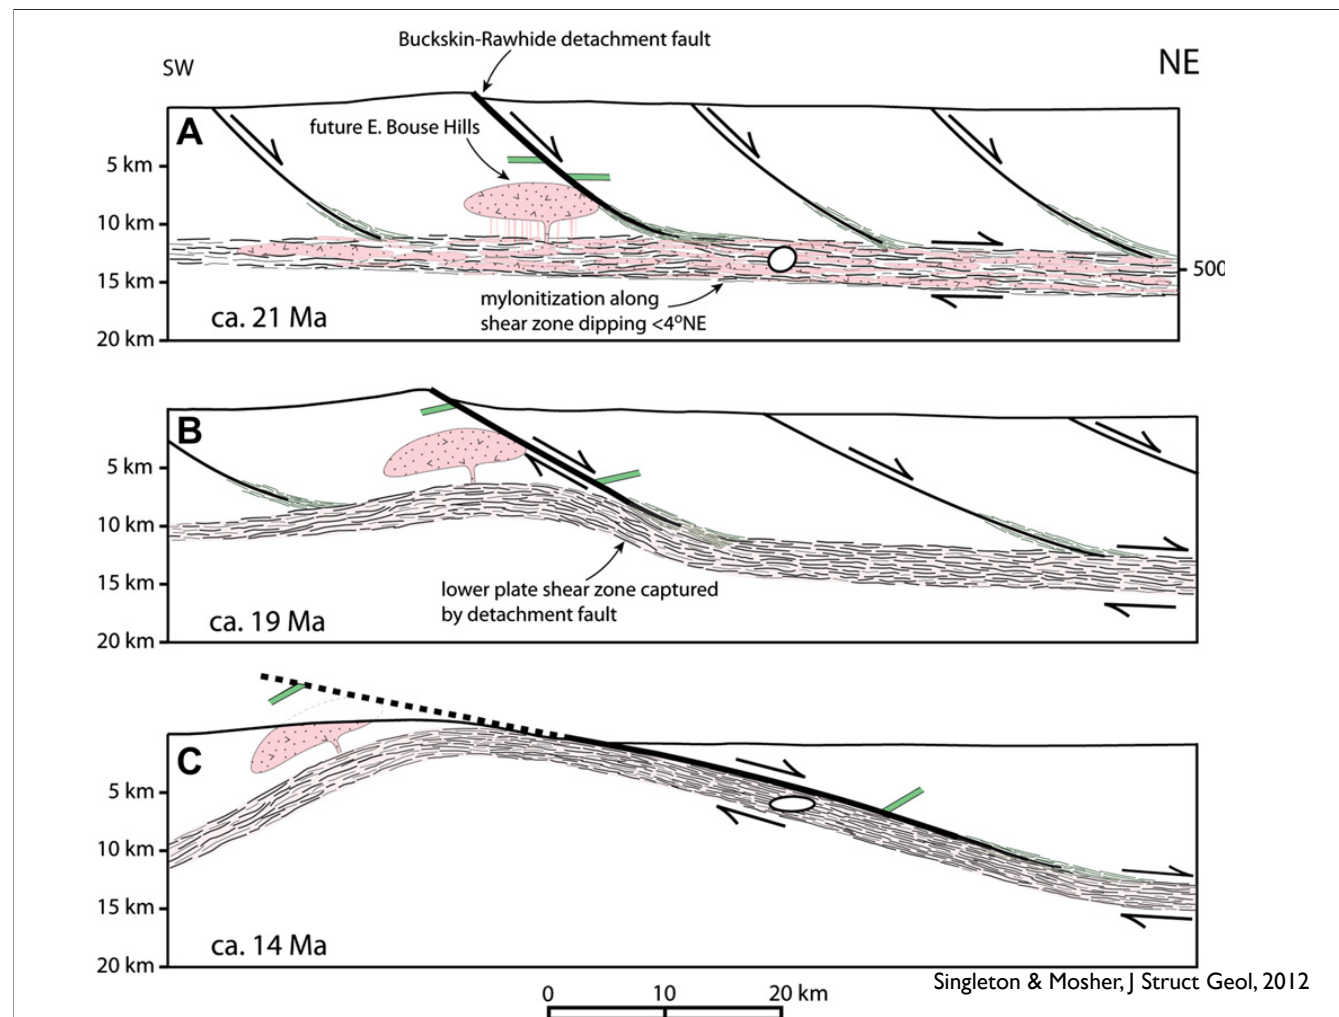 Buckskin-Rawhide detachment fault
SW
NE
A
future E. Bouse Hills
5 km
10 km
15 km
20 km
500
mylonitization along
shear zone dipping <4°NE
ca. 21 Ma
B
5 km
10 km
15 km
20 km
lower plate shear zone captured
by detachment fault
ca. 19 Ma
C
5 km
10 km
15 km
20 km
ca. 14 Ma
Singleton & Mosher, J Struct Geol, 2012
0 10 20 km